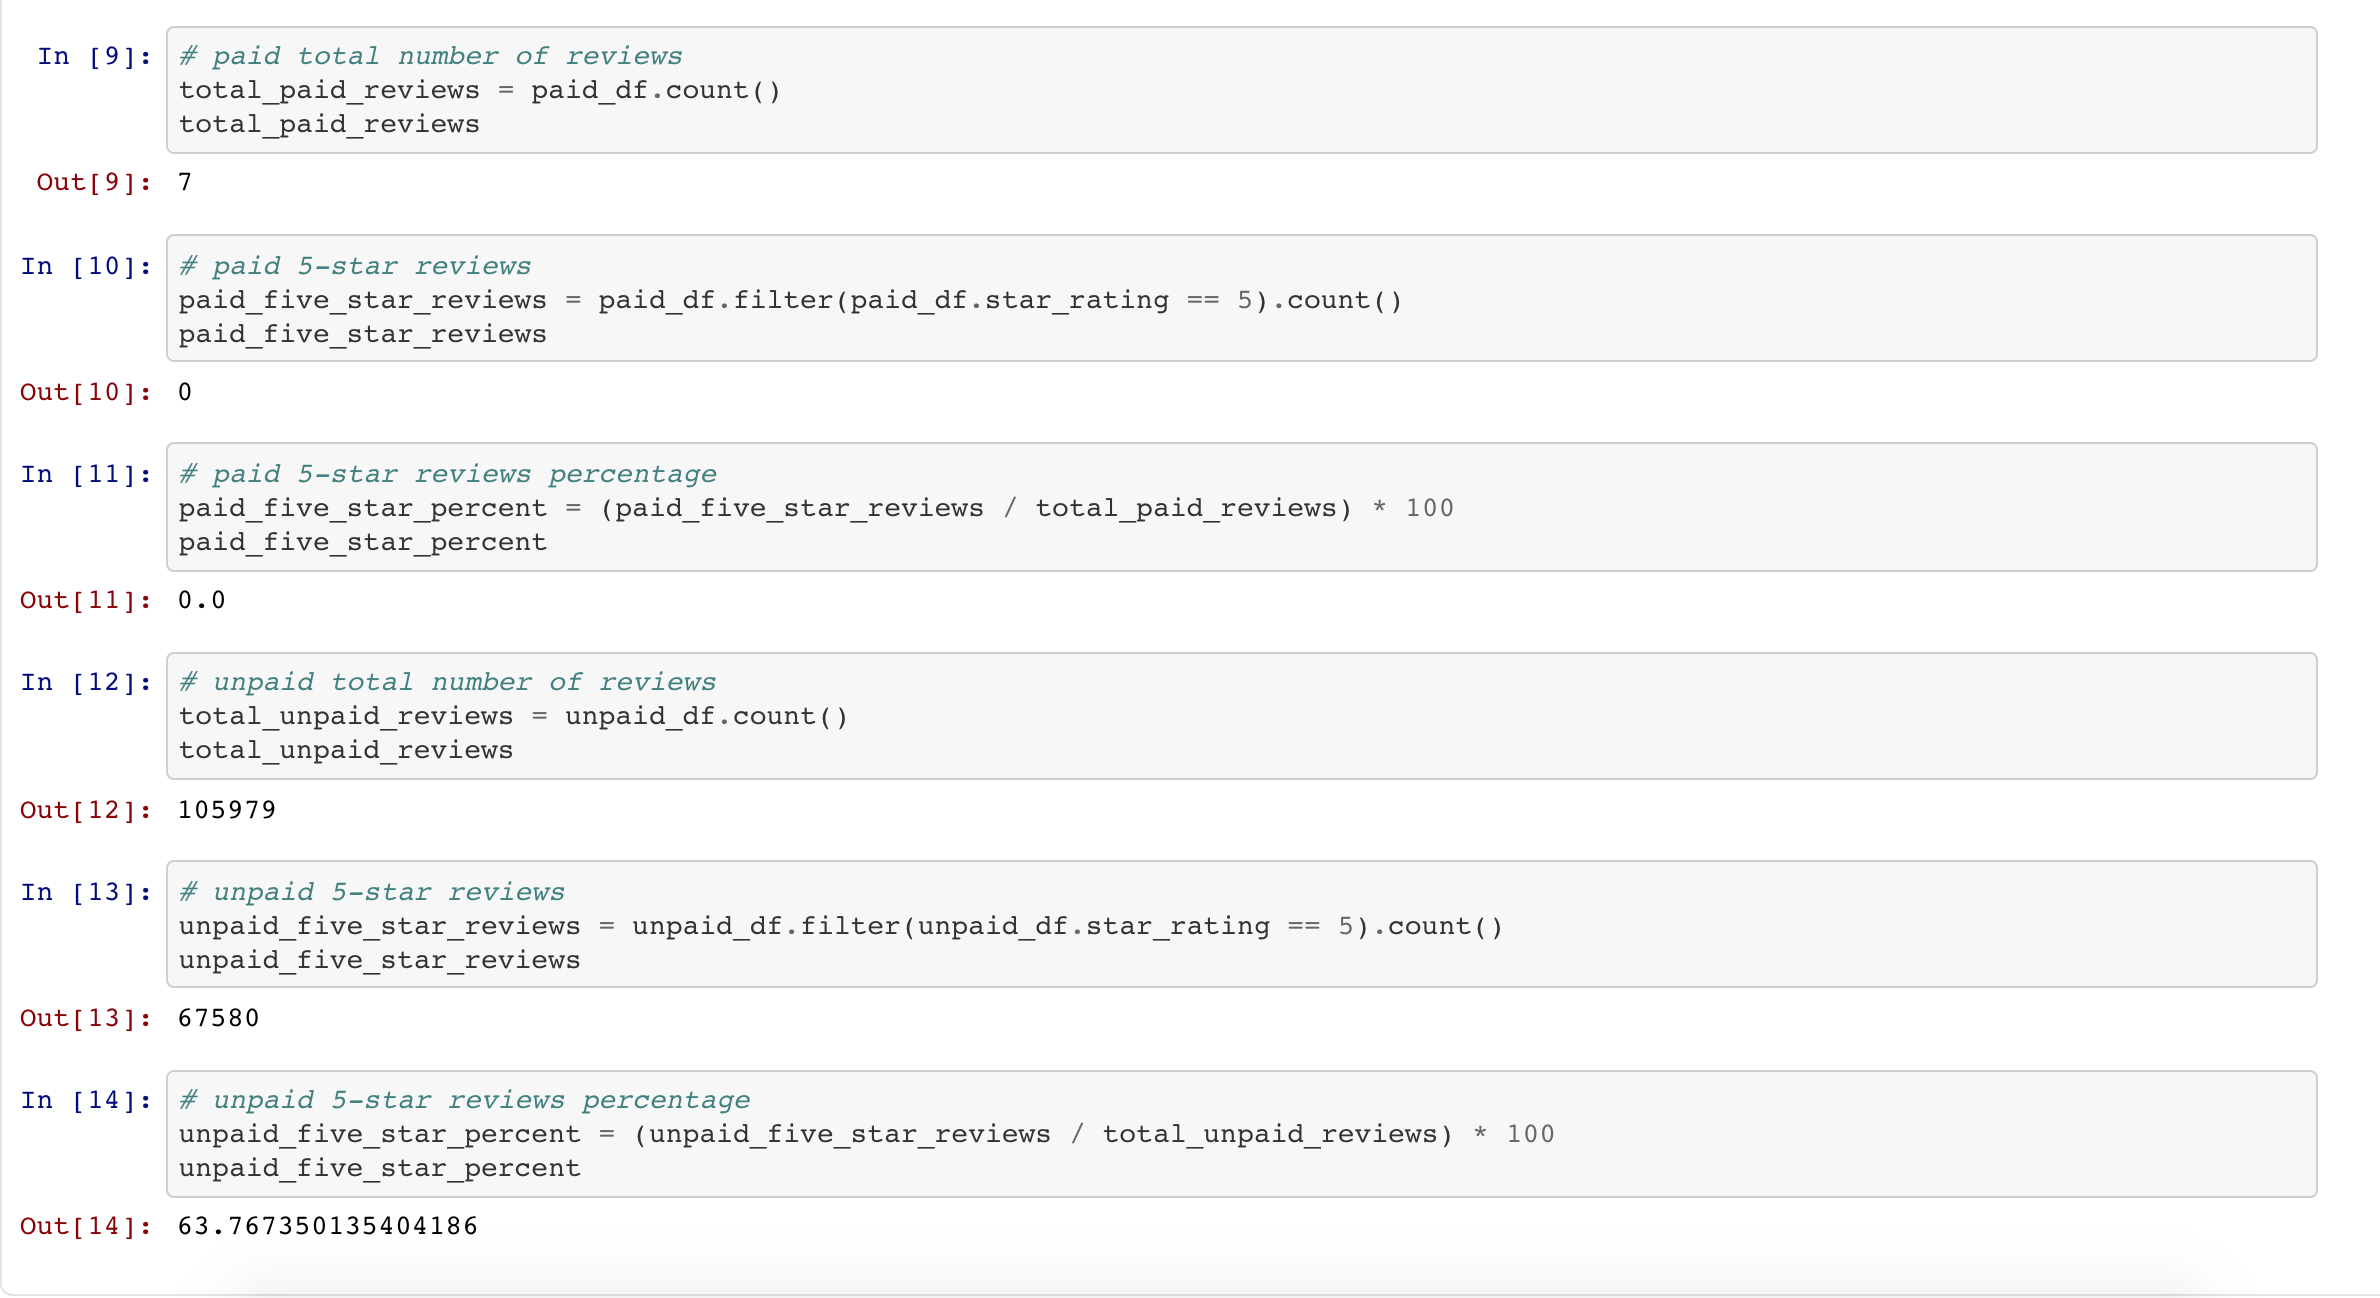 In [9]: # paid total number of reviews
total_paid_reviews = paid_df.count()
total_paid_reviews
Out[9]: 7
In [10]: # paid 5-star reviews
paid_five_star_reviews = paid_df.filter(paid_df.star_rating == 5).count()
paid_five_star_reviews
Out[10]: 0
In [11]: # paid 5-star reviews percentage
paid_five_star_percent = (paid_five_star_reviews / total_paid_reviews) * 100
paid_five_star_percent
Out[11]: 0.0
In [12]: # unpaid total number of reviews
total_unpaid_reviews = unpaid_df.count()
total_unpaid_reviews
Out[12]: 105979
In [13]: # unpaid 5-star reviews
unpaid_five_star_reviews = unpaid_df.filter(unpaid_df.star_rating == 5).count()
unpaid_five_star_reviews
Out[13]: 67580
In [14]: # unpaid 5-star reviews percentage
unpaid_five_star_percent = (unpaid_five_star_reviews / total_unpaid_reviews) * 100
unpaid_five_star_percent
Out[14]: 63.767350135404186